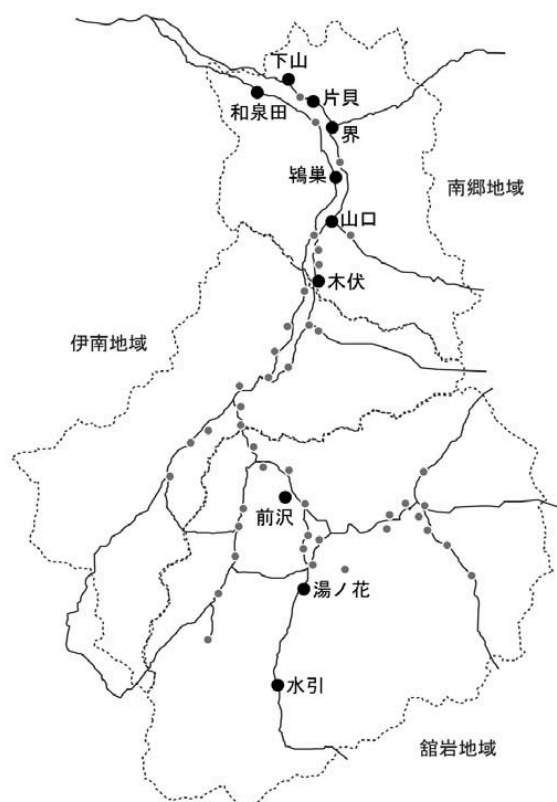 下山
片貝
和泉田
界
鴇巣
南郷地域
山口
木伏
伊南地域
前沢
湯ノ花
水引
舘岩地域